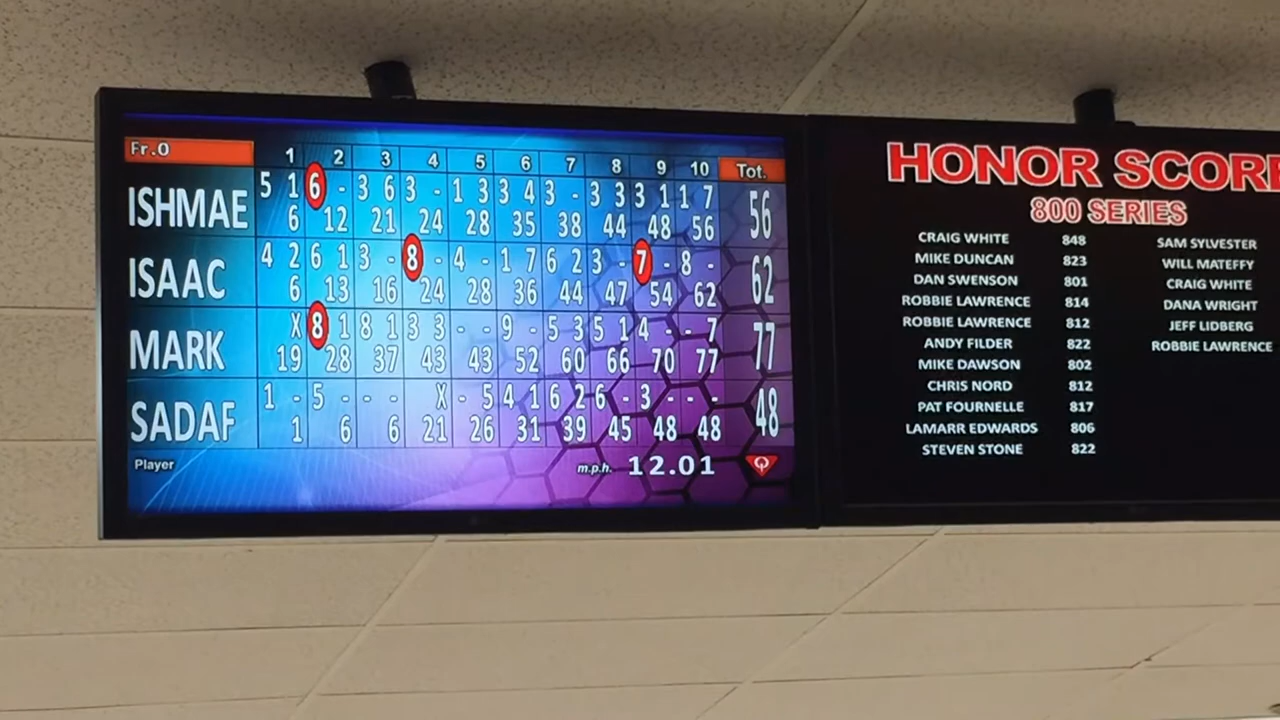 Fr.0 1 2 3 4 5 6 7 8 9 10 Tot.
ISHMAE 5 1 6 - 3 6 3 - 1 3 3 4 3 - 3 3 3 1 1 7 56
6 12 21 24 28 35 38 44 48 56
ISAAC 4 2 6 1 3 - 8 - 4 - 1 7 6 2 3 - 7 - 8 - 62
6 13 16 24 28 36 44 47 54 62
MARK X 8 1 8 1 3 3 - - 9 - 5 3 5 1 4 - - 7 77
19 28 37 43 43 52 60 66 70 77
SADAF 1 - 5 - - - X - 5 4 1 6 2 6 - 3 - - - 48
1 6 6 21 26 31 39 45 48 48
Player m.p.h. 12.01
HONOR SCORE
800 SERIES
CRAIG WHITE 848 SAM SYLVESTER
MIKE DUNCAN 823 WILL MATEFFY
DAN SWENSON 801 CRAIG WHITE
ROBBIE LAWRENCE 814 DANA WRIGHT
ROBBIE LAWRENCE 812 JEFF LIDBERG
ANDY FILDER 822 ROBBIE LAWRENCE
MIKE DAWSON 802
CHRIS NORD 812
PAT FOURNELLE 817
LAMARR EDWARDS 806
STEVEN STONE 822